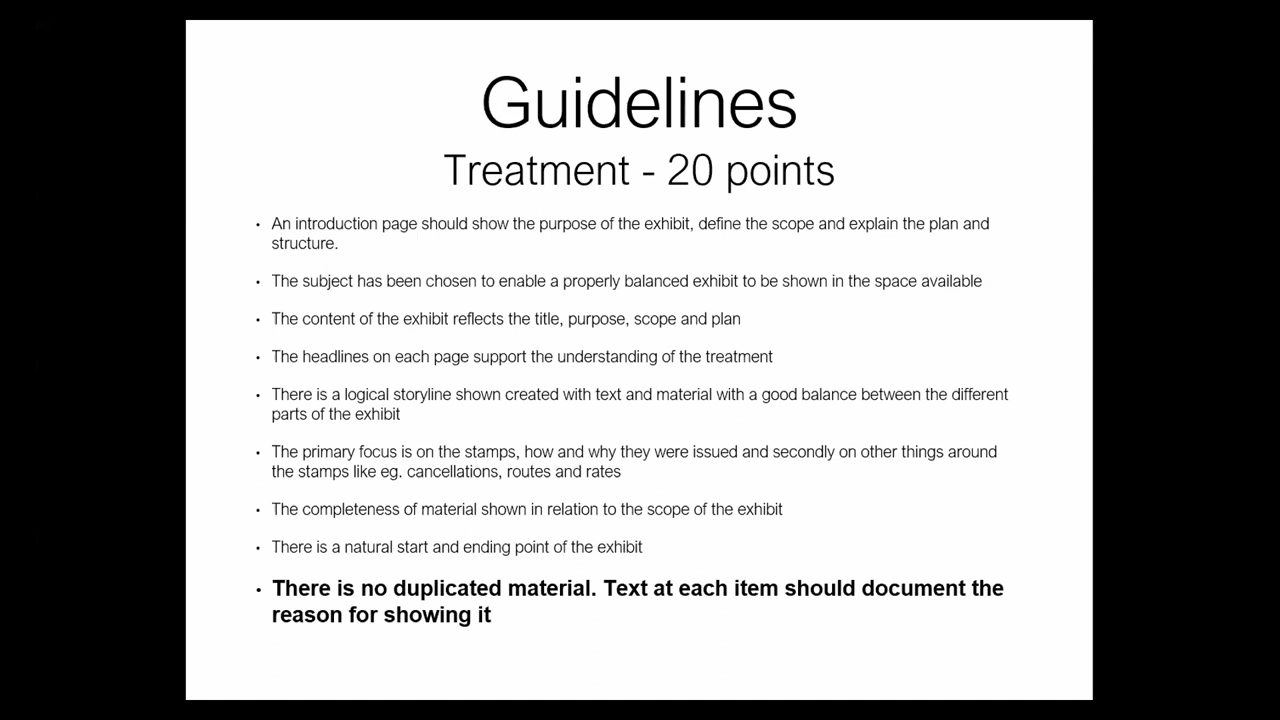 Guidelines
Treatment - 20 points
• An introduction page should show the purpose of the exhibit, define the scope and explain the plan and
structure.
• The subject has been chosen to enable a properly balanced exhibit to be shown in the space available
• The content of the exhibit reflects the title, purpose, scope and plan
• The headlines on each page support the understanding of the treatment
• There is a logical storyline shown created with text and material with a good balance between the different
parts of the exhibit
• The primary focus is on the stamps, how and why they were issued and secondly on other things around
the stamps like eg. cancellations, routes and rates
• The completeness of material shown in relation to the scope of the exhibit
• There is a natural start and ending point of the exhibit
• There is no duplicated material. Text at each item should document the
reason for showing it